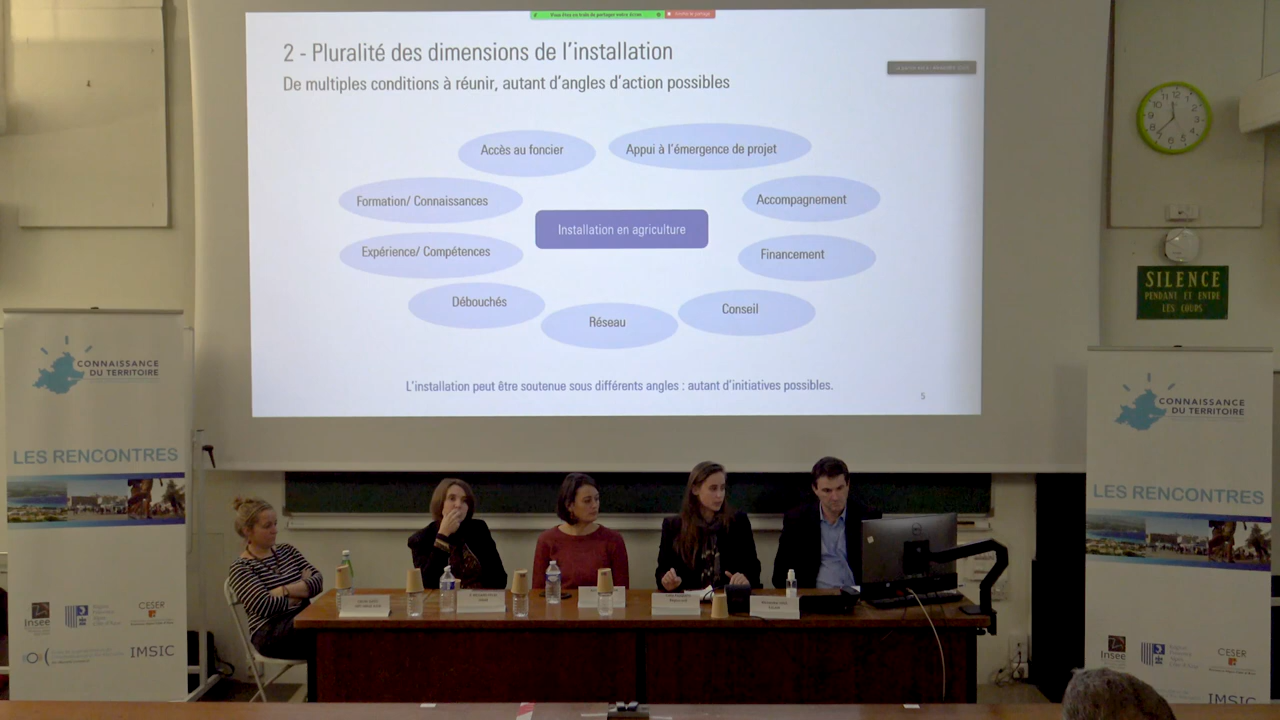 2 - Pluralité des dimensions de l'installation
De multiples conditions à réunir, autant d'angles d'action possibles
Accès au foncier
Appui à l'émergence de projet
Formation/ Connaissances
Accompagnement
Installation en agriculture
Expérience/ Compétences
Financement
Débouchés
Réseau
Conseil
L'installation peut être soutenue sous différents angles : autant d'initiatives possibles.
5
SILENCE
PENDANT ET ENTRE
LES COURS
CONNAISSANCE
DU TERRITOIRE
LES RENCONTRES
Insee
CESER
IMSIC
CONNAISSANCE
DU TERRITOIRE
LES RENCONTRES
Insee
CESER
IMSIC